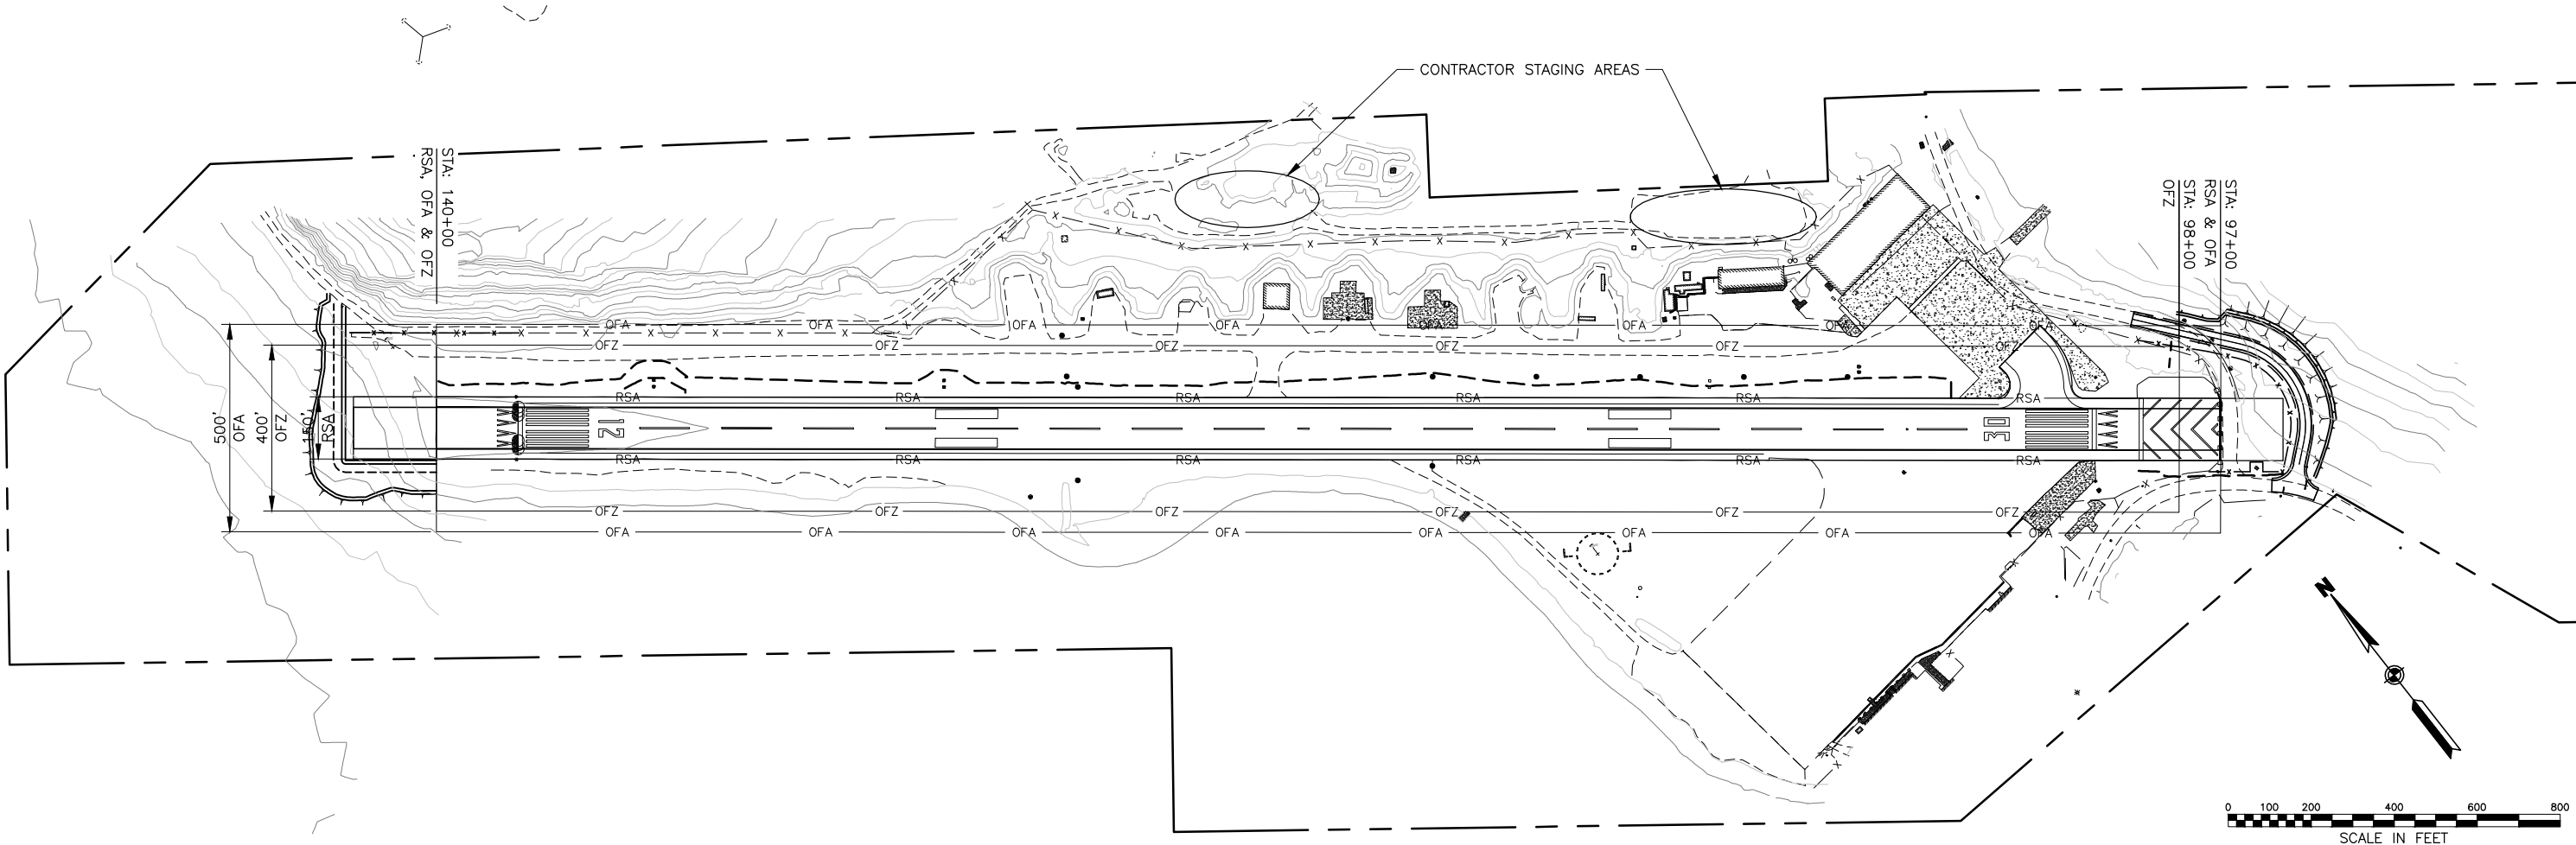 CONTRACTOR STAGING AREAS
STA: 140+00
RSA, OFA & OFZ
STA: 97+00
RSA & OFA
STA: 98+00
OFZ
OFA OFA OFA OFA OFA OFA OFA OFA
OFZ OFZ OFZ OFZ OFZ OFZ
RSA RSA RSA RSA RSA RSA
500'
OFA
400'
OFZ
150'
RSA
12
30
RSA RSA RSA RSA RSA RSA
OFZ OFZ OFZ OFZ OFZ OFZ
OFA OFA OFA OFA OFA OFA OFA OFA
N
0 100 200 400 600 800
SCALE IN FEET